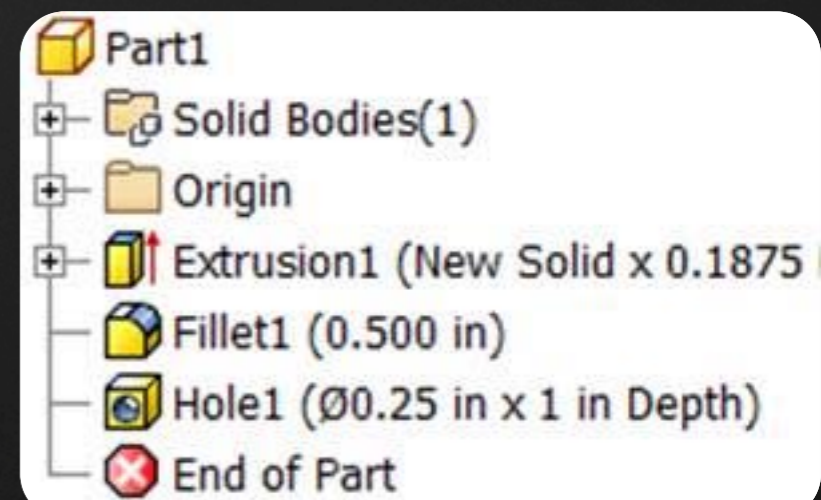 Part1
Solid Bodies(1)
Origin
Extrusion1 (New Solid x 0.1875
Fillet1 (0.500 in)
Hole1 (Ø0.25 in x 1 in Depth)
End of Part